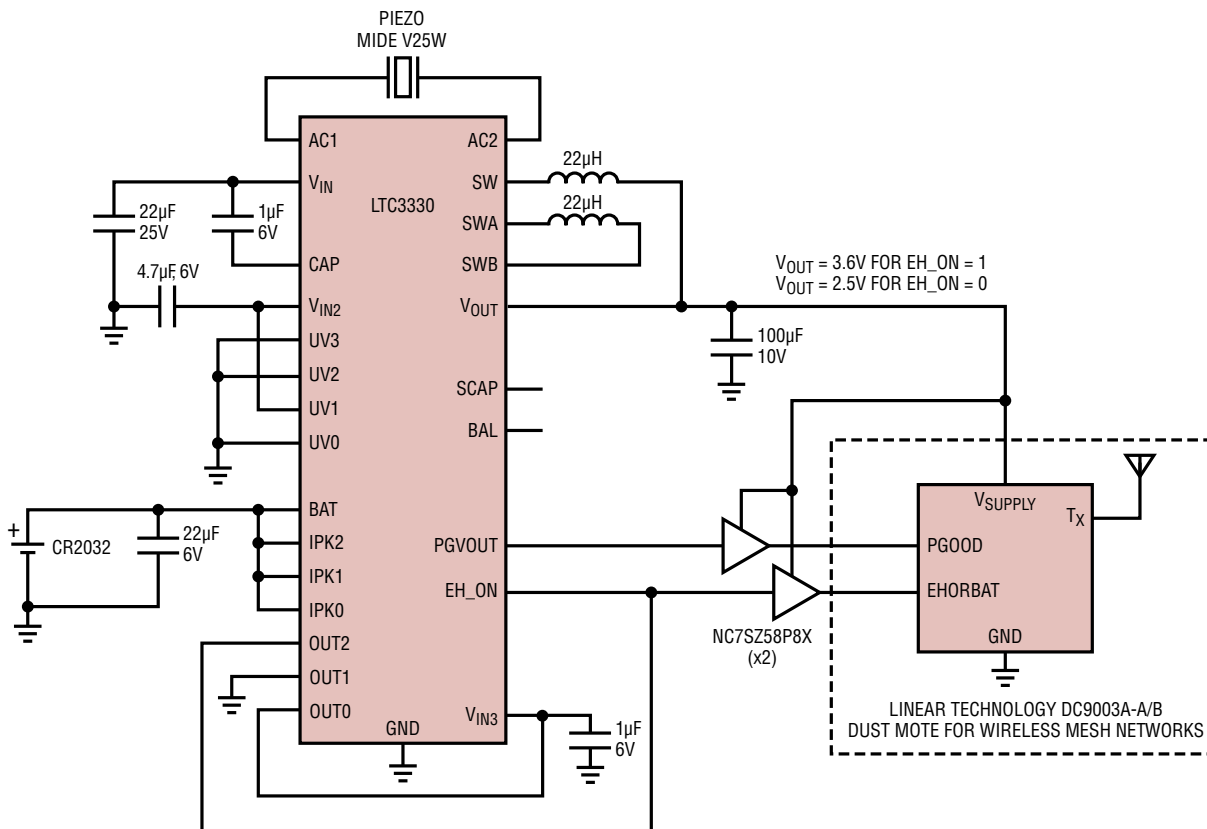 PIEZO
MIDE V25W
AC1
AC2
VIN
SW
22µH
LTC3330
22µF
25V
1µF
6V
SWA
22µH
CAP
SWB
4.7µF, 6V
VIN2
VOUT
VOUT = 3.6V FOR EH_ON = 1
VOUT = 2.5V FOR EH_ON = 0
UV3
100µF
10V
UV2
SCAP
UV1
BAL
UV0
BAT
VSUPPLY
TX
+
CR2032
22µF
6V
IPK2
PGVOUT
PGOOD
IPK1
EH_ON
EHORBAT
IPK0
OUT2
NC7SZ58P8X
(x2)
GND
OUT1
OUT0
VIN3
1µF
6V
GND
LINEAR TECHNOLOGY DC9003A-A/B
DUST MOTE FOR WIRELESS MESH NETWORKS